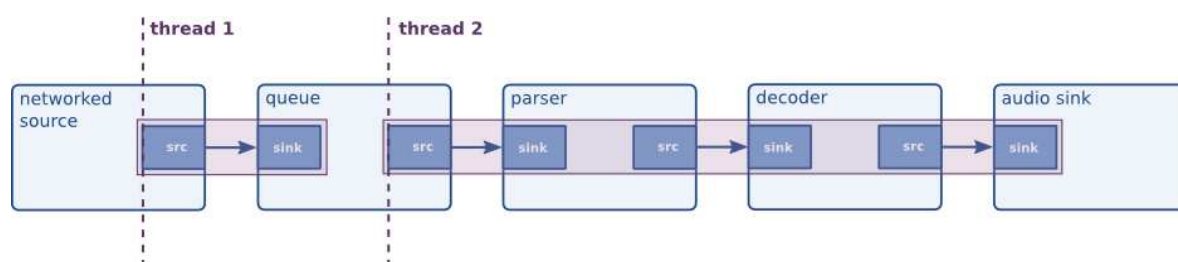 thread 1
thread 2
networked
source
queue
parser
decoder
audio sink
src
sink
src
sink
src
sink
src
sink